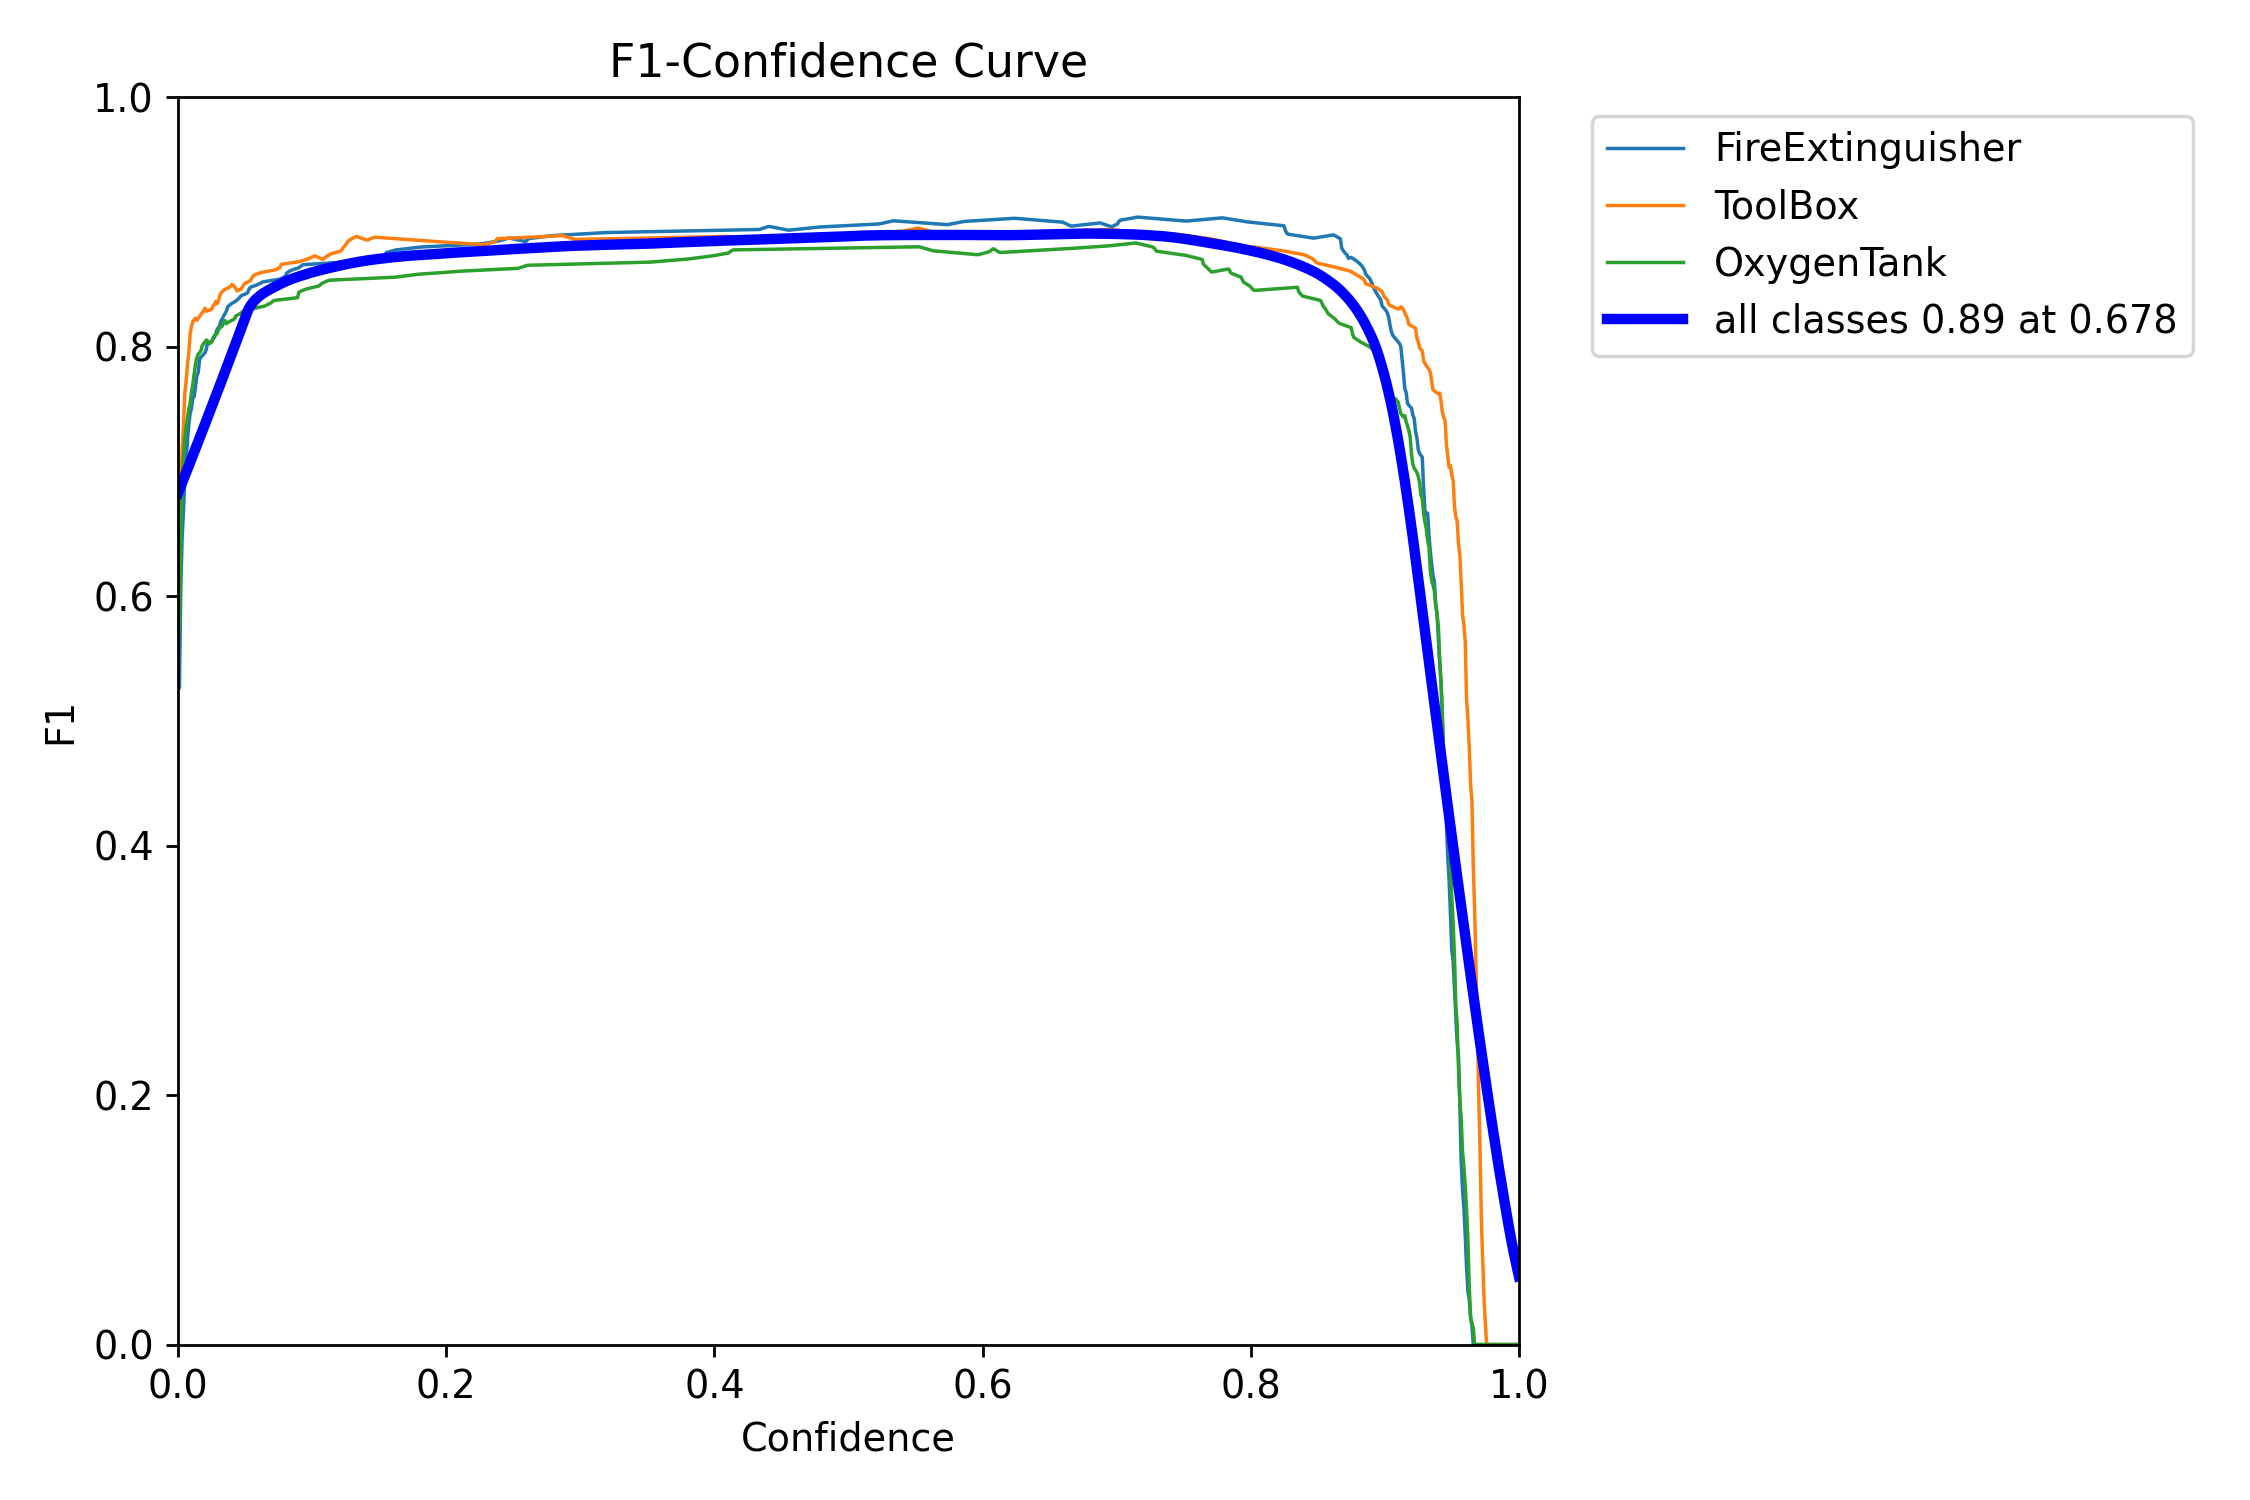 F1-Confidence Curve
1.0
0.8
0.6
0.4
0.2
0.0
F1
0.0 0.2 0.4 0.6 0.8 1.0
Confidence
FireExtinguisher
ToolBox
OxygenTank
all classes 0.89 at 0.678